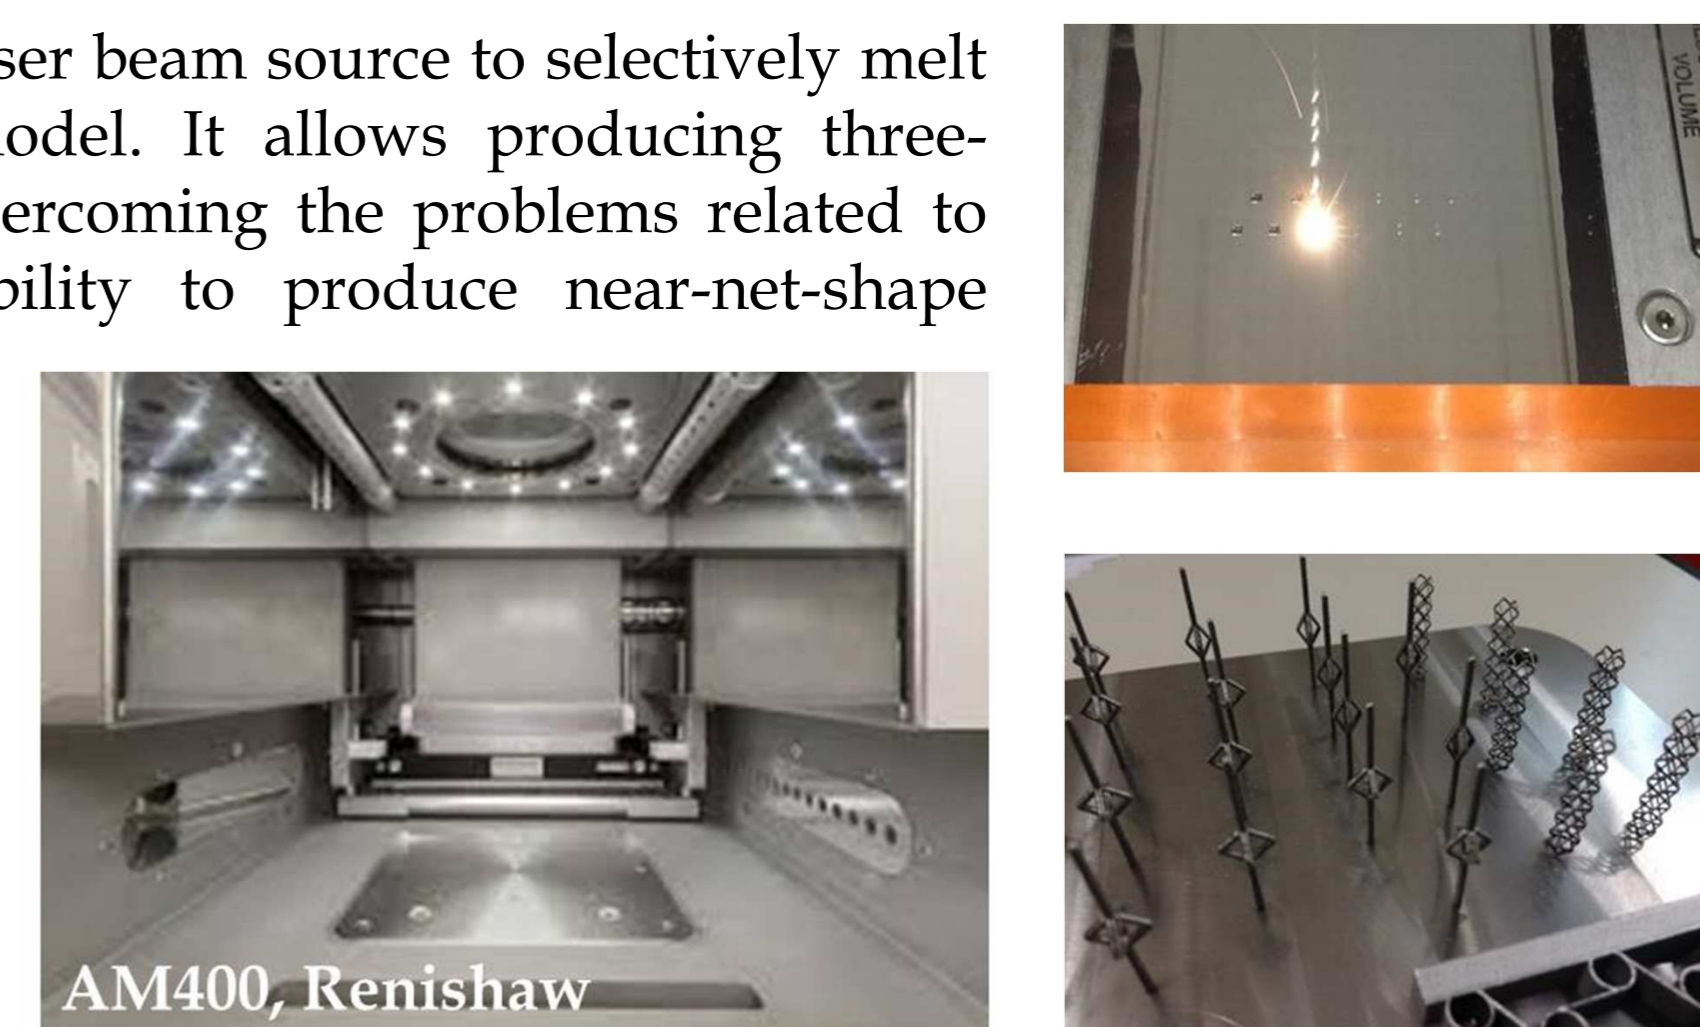 ser beam source to selectively melt
odel. It allows producing three-
ercoming the problems related to
bility to produce near-net-shape
VOLUME
AM400, Renishaw